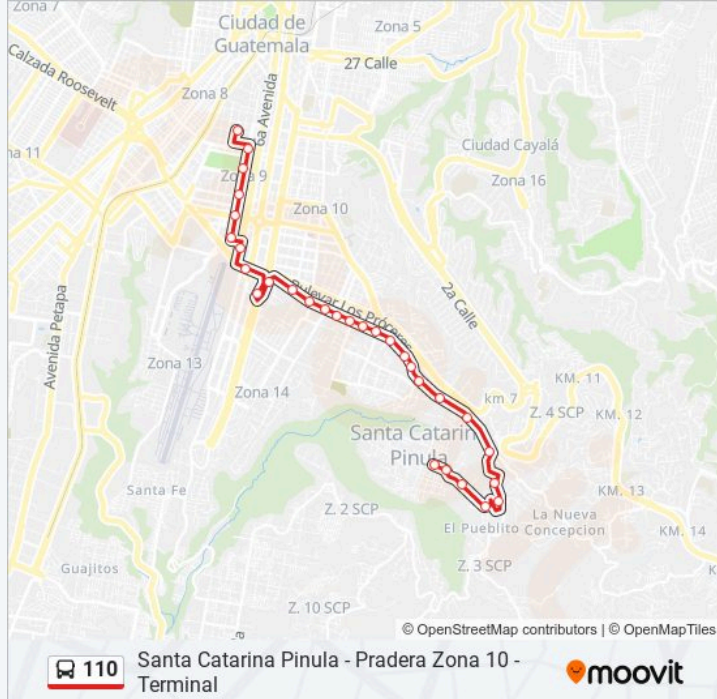 Zona 7
Ciudad de
Guatemala
Zona 5
Calzada Roosevelt
27 Calle
Zona 8
6a Avenida
na 11
Ciudad Cayalá
Zona 9
Zona 16
Zona 10
2a Calle
Bulevar Los Próceres
Avenida Petapa
Zona 13
Zona 14
km 7
KM. 11
Z. 4 SCP
KM. 12
Santa Catarina
Pinula
Santa Fe
KM. 13
Z. 2 SCP
La Nueva
Concepcion
El Pueblito
KM. 14
Guajitos
Z. 3 SCP
K
Z. 10 SCP
© OpenStreetMap contributors | © OpenMapTiles
110
Santa Catarina Pinula - Pradera Zona 10 -
Terminal
moovit